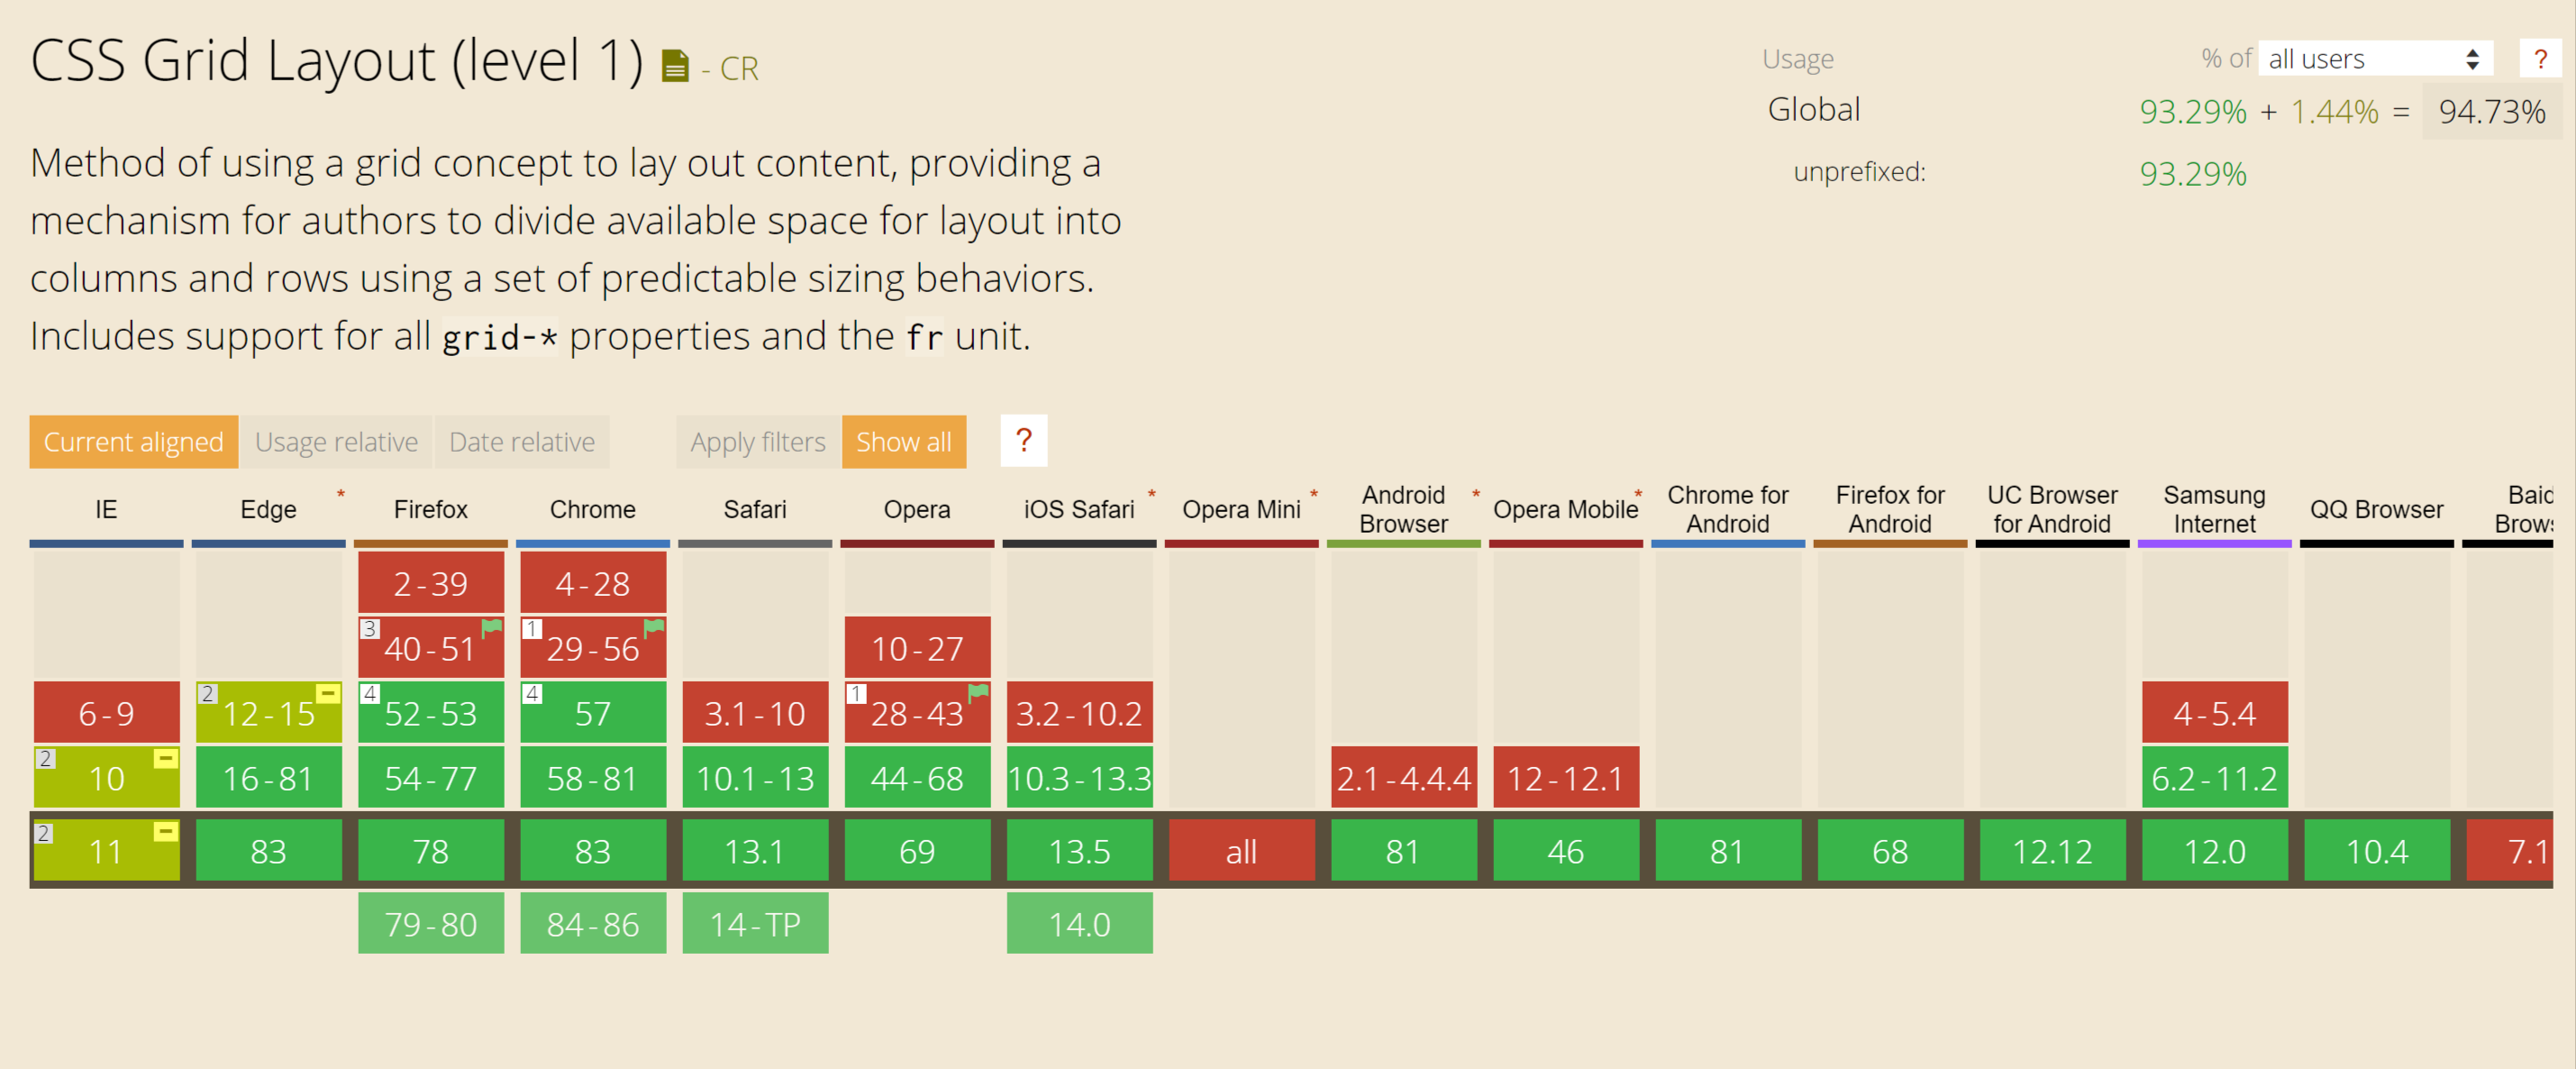 CSS Grid Layout (level 1) - CR
Usage % of all users ?
Global 93.29% + 1.44% = 94.73%
unprefixed: 93.29%
Method of using a grid concept to lay out content, providing a
mechanism for authors to divide available space for layout into
columns and rows using a set of predictable sizing behaviors.
Includes support for all grid-* properties and the fr unit.
Current aligned Usage relative Date relative Apply filters Show all ?
IE Edge * Firefox Chrome Safari Opera iOS Safari * Opera Mini * Android Browser * Opera Mobile * Chrome for Android Firefox for Android UC Browser for Android Samsung Internet QQ Browser Baid Brows
2-39 4-28
3 40-51 1 29-56 10-27
6-9 2 12-15 4 52-53 4 57 3.1-10 1 28-43 3.2-10.2 4-5.4
2 10 16-81 54-77 58-81 10.1-13 44-68 10.3-13.3 2.1-4.4.4 12-12.1 6.2-11.2
2 11 83 78 83 13.1 69 13.5 all 81 46 81 68 12.12 12.0 10.4 7.1
79-80 84-86 14-TP 14.0